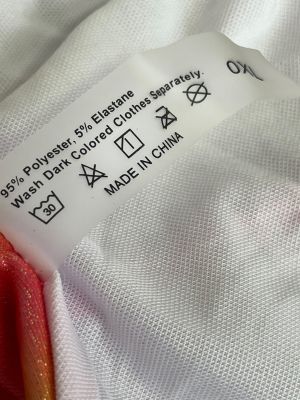 0XL
95% Polyester, 5% Elastane
Wash Dark Colored Clothes Separately.
30
MADE IN CHINA